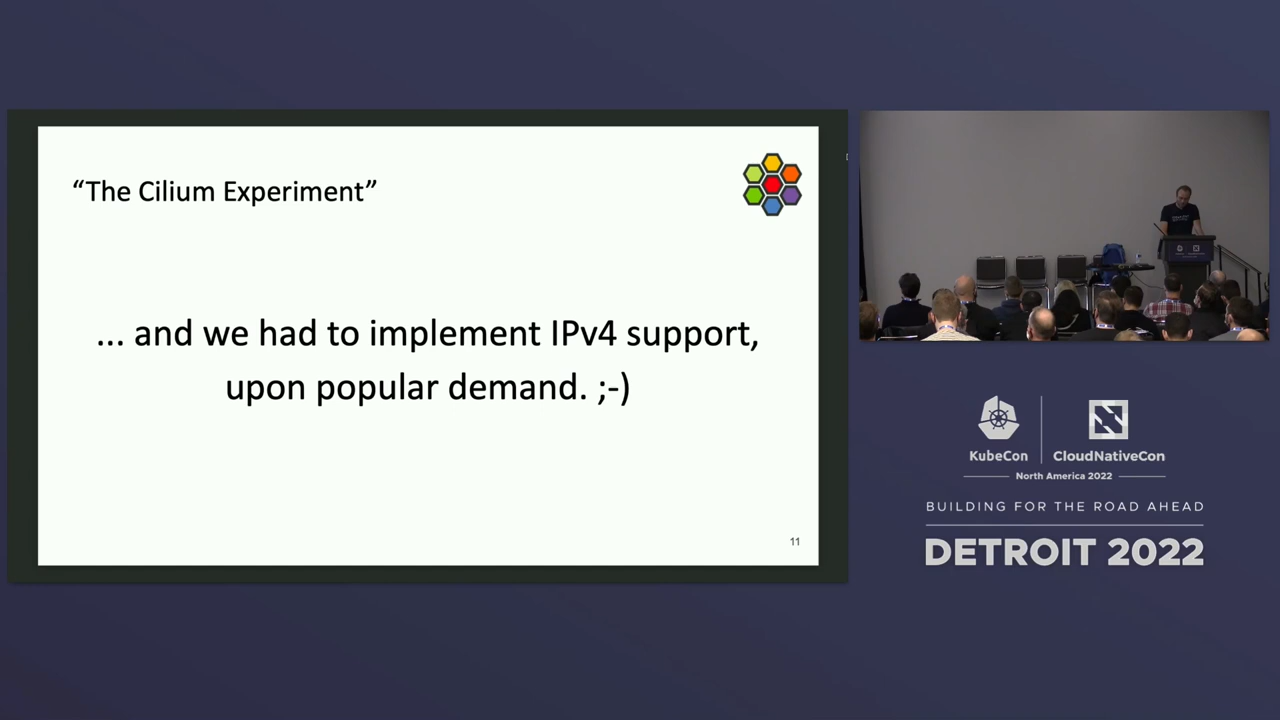 “The Cilium Experiment”
... and we had to implement IPv4 support,
upon popular demand. ;-)
11
KubeCon
CloudNativeCon
North America 2022
BUILDING FOR THE ROAD AHEAD
DETROIT 2022